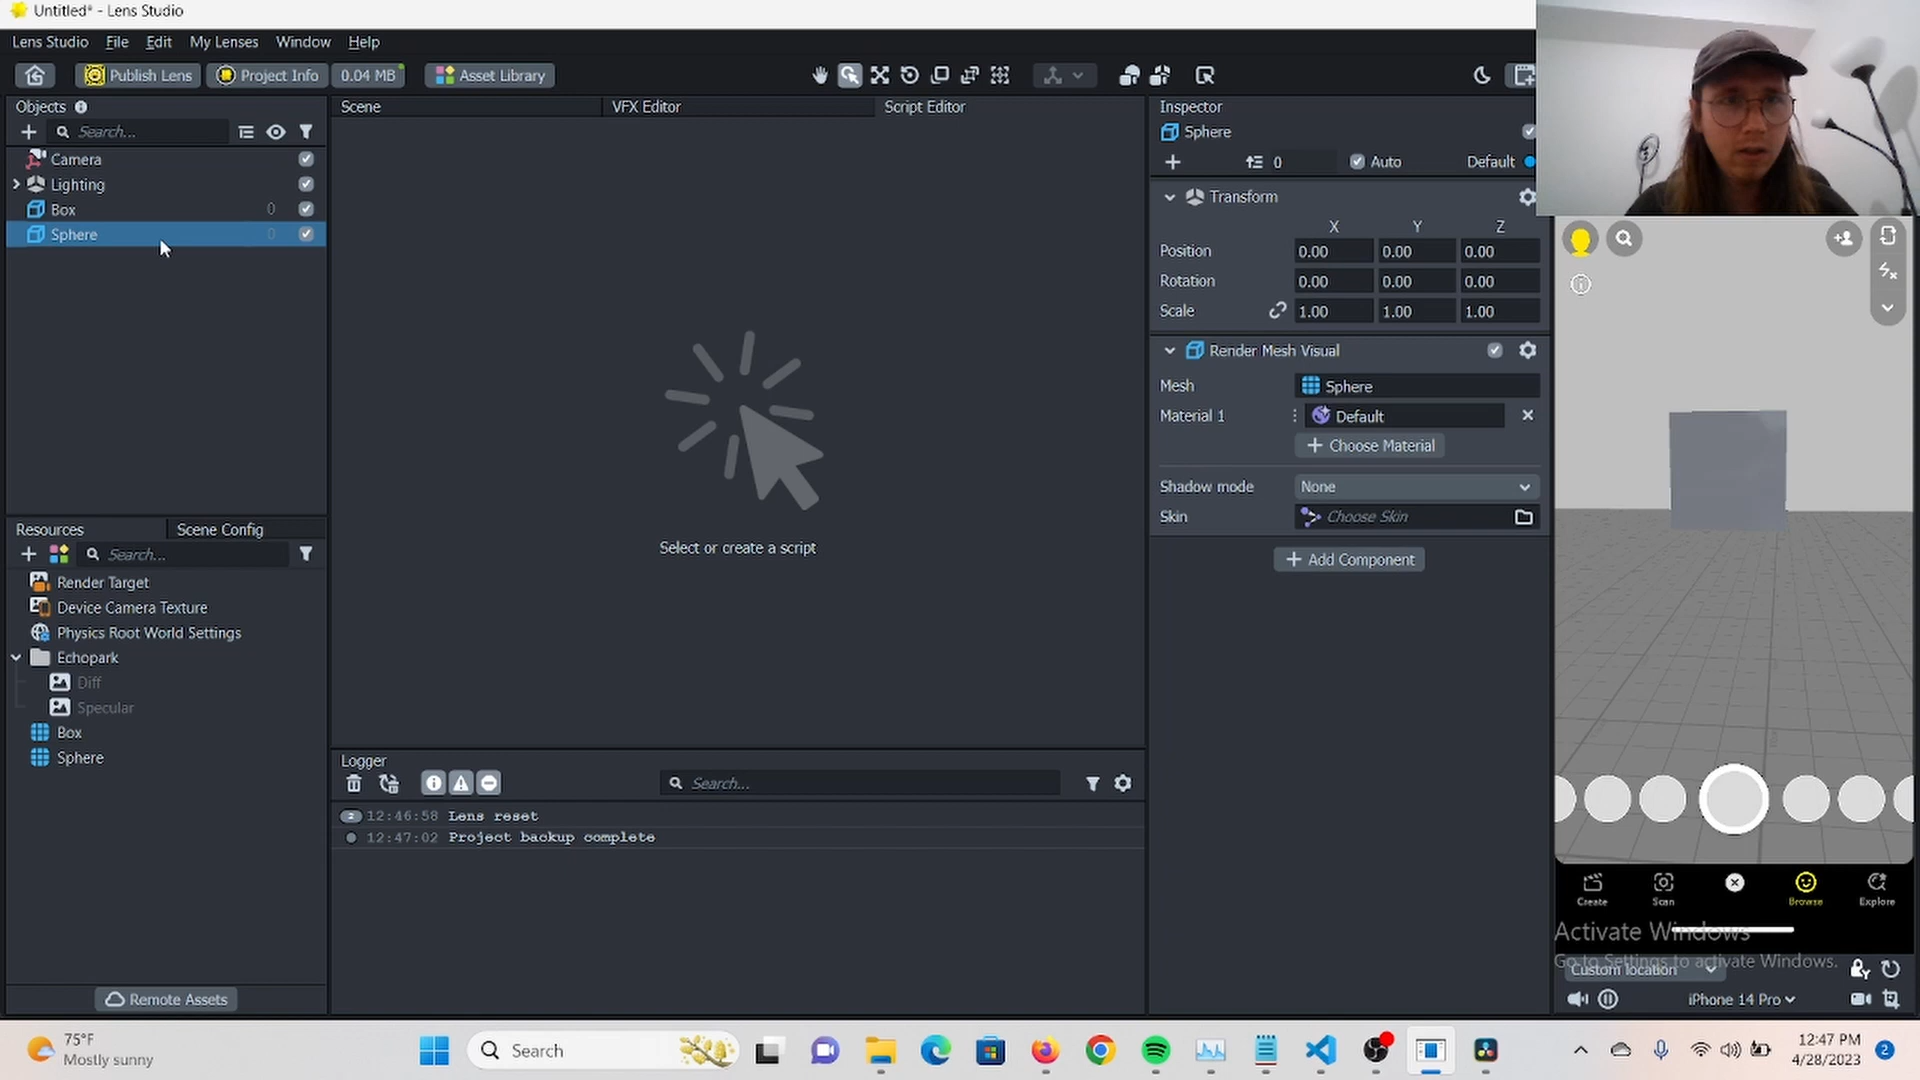 Untitled* - Lens Studio
Lens Studio File Edit My Lenses Window Help
Publish Lens Project Info 0.04 MB Asset Library
Objects
Search...
Camera
Lighting
Box 0
Sphere 0
Scene VFX Editor Script Editor
Select or create a script
Inspector
Sphere
0 Auto Default
Transform
X Y Z
Position 0.00 0.00 0.00
Rotation 0.00 0.00 0.00
Scale 1.00 1.00 1.00
Render Mesh Visual
Mesh Sphere
Material 1 Default
+ Choose Material
Shadow mode None
Skin Choose Skin
+ Add Component
Resources Scene Config
Search...
Render Target
Device Camera Texture
Physics Root World Settings
Echopark
Diff
Specular
Box
Sphere
Remote Assets
Logger
Search...
2 12:46:58 Lens reset
12:47:02 Project backup complete
Create Scan Browse Explore
Activate Windows
Go to Settings to activate Windows.
Custom location
iPhone 14 Pro
75°F
Mostly sunny
Search
12:47 PM
4/28/2023
2